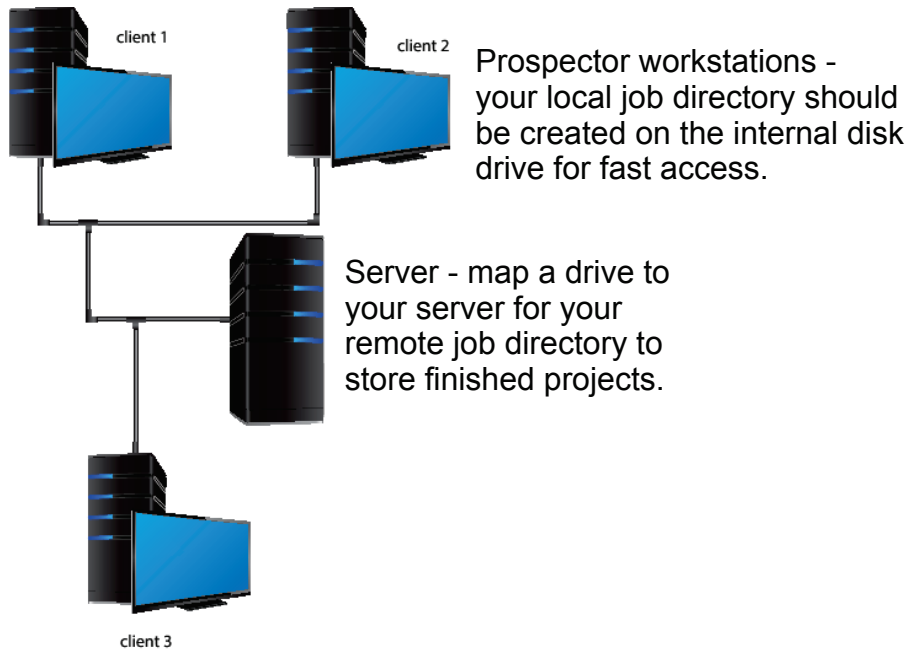 client 1
client 2
Prospector workstations -
your local job directory should
be created on the internal disk
drive for fast access.
Server - map a drive to
your server for your
remote job directory to
store finished projects.
client 3